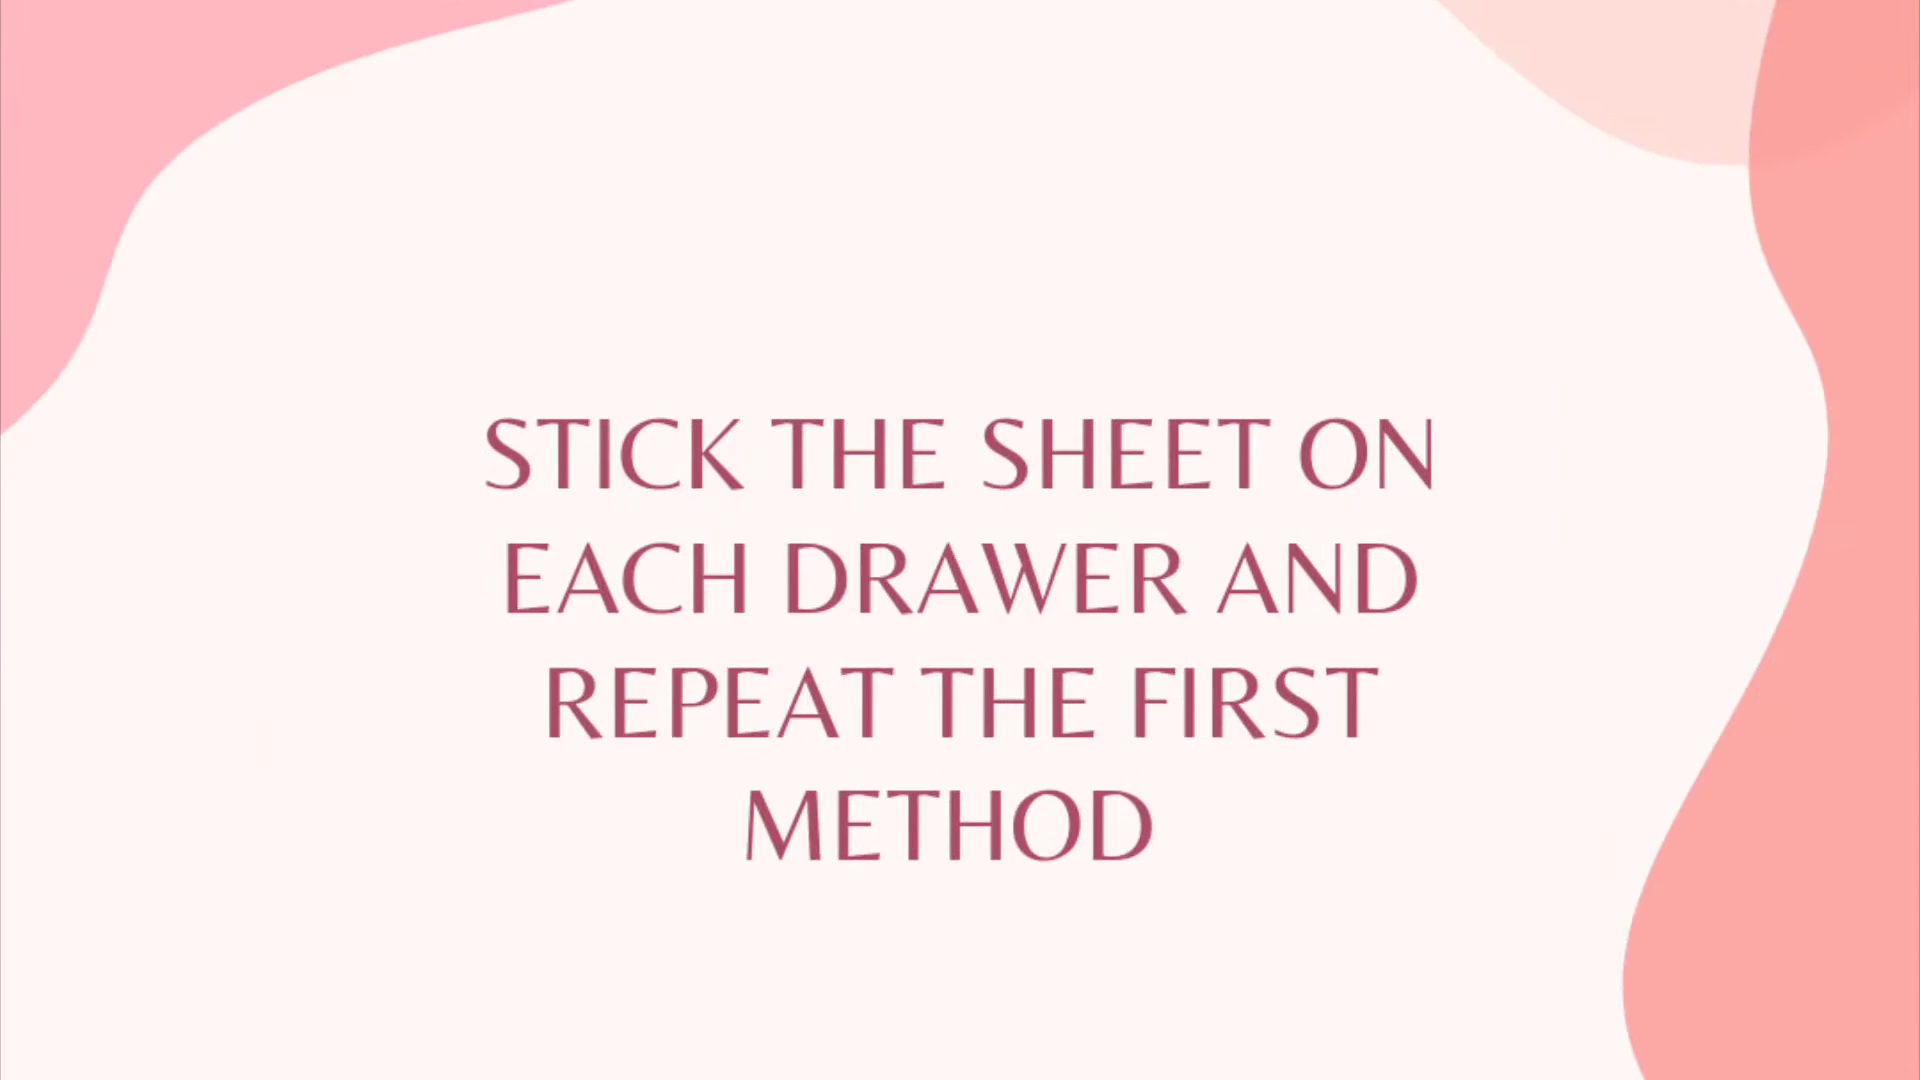 STICK THE SHEET ON
EACH DRAWER AND
REPEAT THE FIRST
METHOD